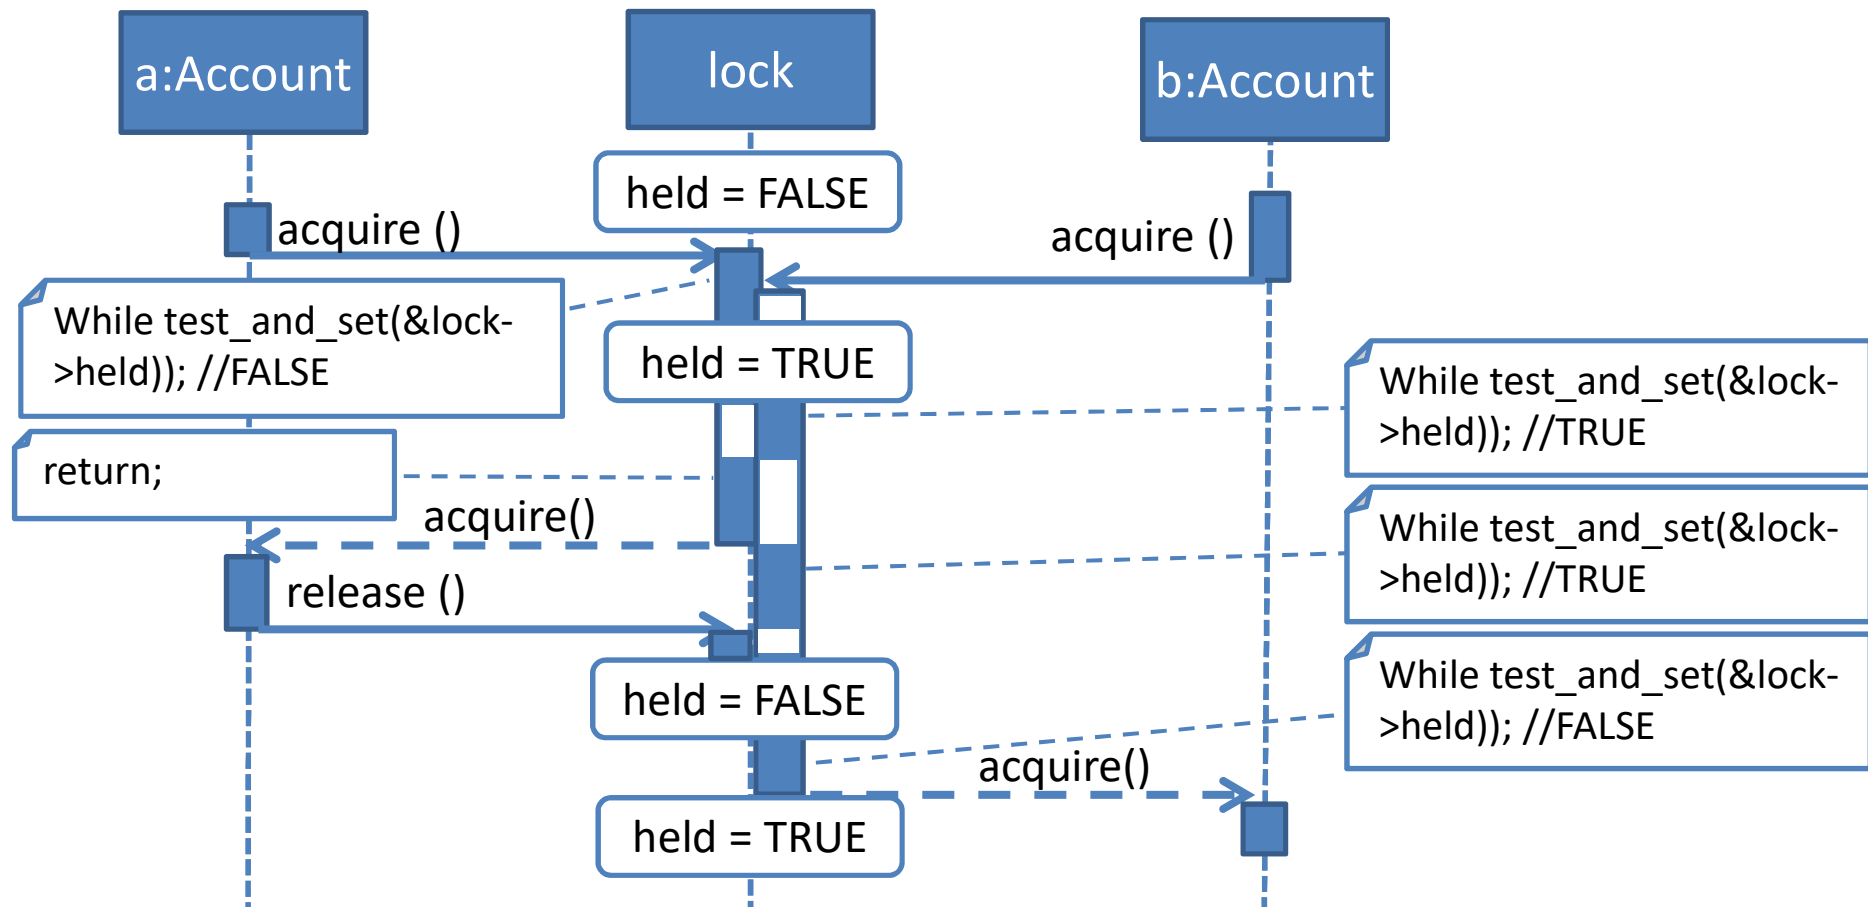 a:Account
lock
b:Account
held = FALSE
acquire ()
acquire ()
While test_and_set(&lock-
>held)); //FALSE
held = TRUE
While test_and_set(&lock-
>held)); //TRUE
return;
acquire()
While test_and_set(&lock-
>held)); //TRUE
release ()
held = FALSE
While test_and_set(&lock-
>held)); //FALSE
acquire()
held = TRUE